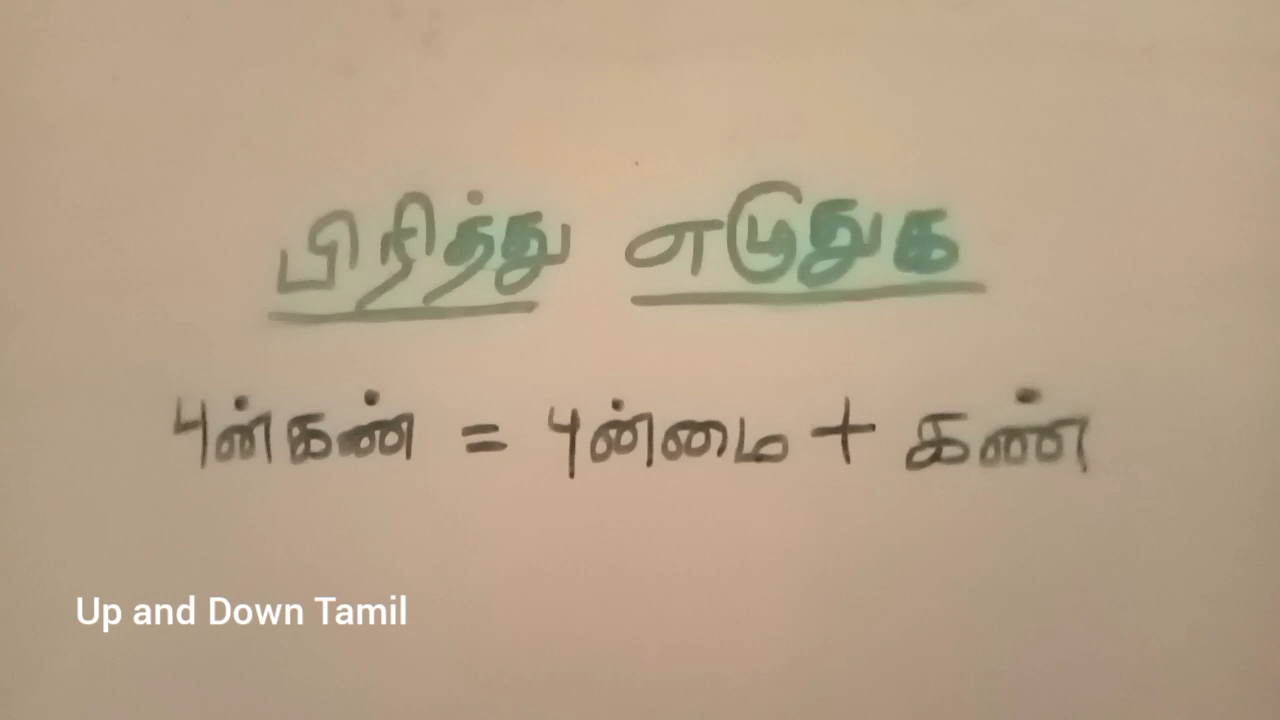 பிரித்து எழுதுக
புன்கண் = புன்மை + கண்
Up and Down Tamil